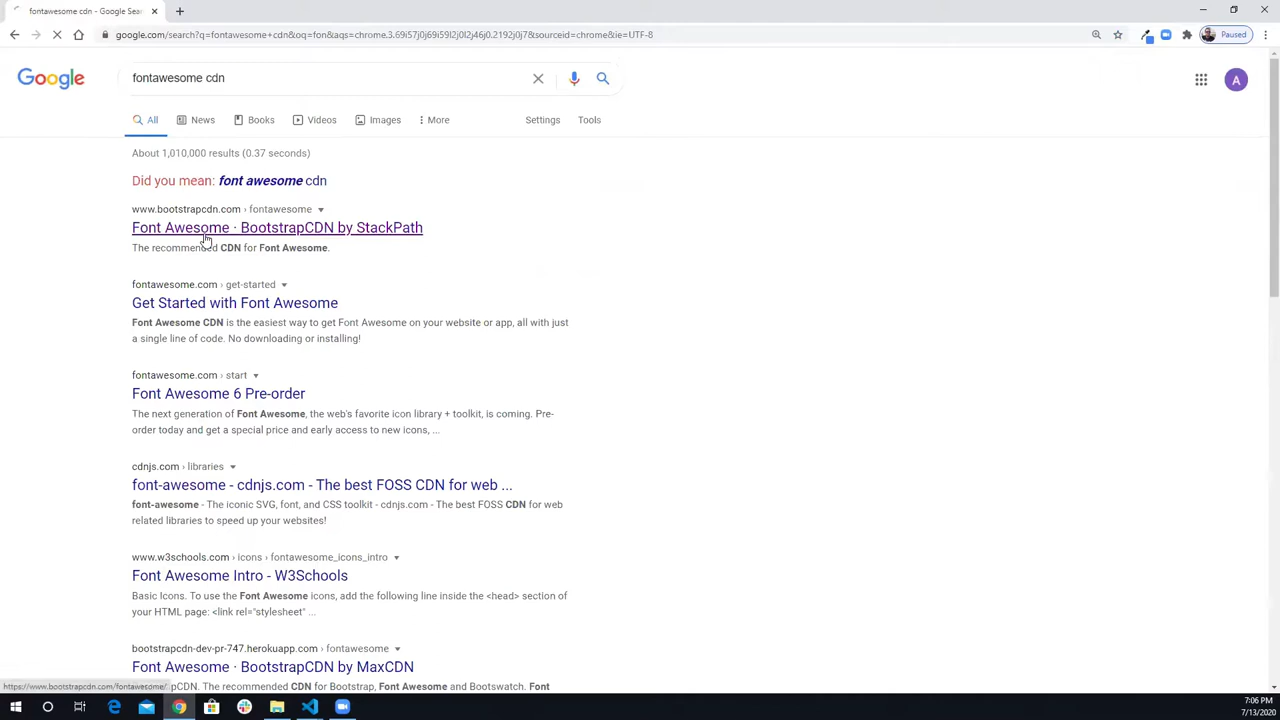 fontawesome cdn - Google Sear
google.com/search?q=fontawesome+cdn&oq=fon&aqs=chrome.3.69i57j0j69i59l2j0l2j46j0.2192j0j7&sourceid=chrome&ie=UTF-8
Paused
Google
fontawesome cdn
A
All
News
Books
Videos
Images
More
Settings
Tools
About 1,010,000 results (0.37 seconds)
Did you mean: font awesome cdn
www.bootstrapcdn.com › fontawesome
Font Awesome · BootstrapCDN by StackPath
The recommended CDN for Font Awesome.
fontawesome.com › get-started
Get Started with Font Awesome
Font Awesome CDN is the easiest way to get Font Awesome on your website or app, all with just
a single line of code. No downloading or installing!
fontawesome.com › start
Font Awesome 6 Pre-order
The next generation of Font Awesome, the web's favorite icon library + toolkit, is coming. Pre-
order today and get a special price and early access to new icons, ...
cdnjs.com › libraries
font-awesome - cdnjs.com - The best FOSS CDN for web ...
font-awesome - The iconic SVG, font, and CSS toolkit - cdnjs.com - The best FOSS CDN for web
related libraries to speed up your websites!
www.w3schools.com › icons › fontawesome_icons_intro
Font Awesome Intro - W3Schools
Basic Icons. To use the Font Awesome icons, add the following line inside the <head> section of
your HTML page: <link rel="stylesheet" ...
bootstrapcdn-dev-pr-747.herokuapp.com › fontawesome
Font Awesome · BootstrapCDN by MaxCDN
pCDN. The recommended CDN for Bootstrap, Font Awesome and Bootswatch. Font
https://www.bootstrapcdn.com/fontawesome/
7:06 PM
7/13/2020